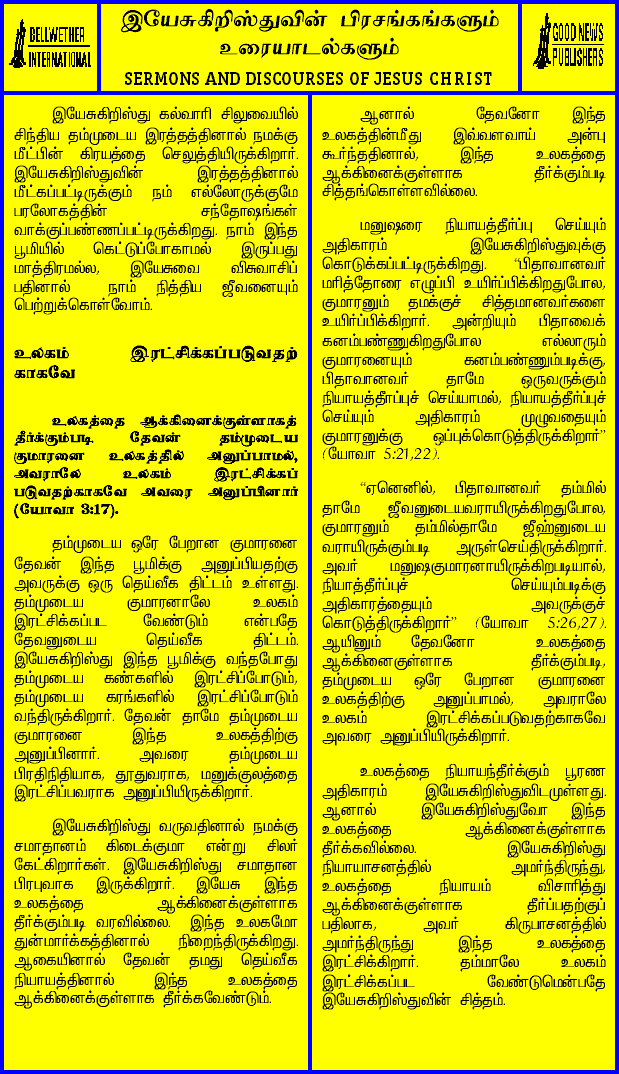 BELLWETHER
INTERNATIONAL
இயேசுகிறிஸ்துவின் பிரசங்கங்களும்
உரையாடல்களும்
SERMONS AND DISCOURSES OF JESUS CHRIST
GOOD NEWS
PUBLISHERS
இயேசுகிறிஸ்து கல்வாரி சிலுவையில்
சிந்திய தம்முடைய இரத்தத்தினால் நமக்கு
மீட்பின் கிரயத்தை செலுத்தியிருக்கிறார்.
இயேசுகிறிஸ்துவின் இரத்தத்தினால்
மீட்கப்பட்டிருக்கும் நம் எல்லோருக்குமே
பரலோகத்தின் சந்தோஷங்கள்
வாக்குப்பண்ணப்பட்டிருக்கிறது. நாம் இந்த
பூமியில் கெட்டுப்போகாமல் இருப்பது
மாத்திரமல்ல, இயேசுவை விசுவாசிப்
பதினால் நாம் நித்திய ஜீவனையும்
பெற்றுக்கொள்வோம்.
உலகம் இரட்சிக்கப்படுவதற்
காகவே
உலகத்தை ஆக்கினைக்குள்ளாகத்
தீர்க்கும்படி தேவன் தம்முடைய
குமாரனை உலகத்தில் அனுப்பாமல்,
அவராலே உலகம் இரட்சிக்கப்
படுவதற்காகவே அவரை அனுப்பினார்
(யோவா 3:17).
தம்முடைய ஒரே பேறான குமாரனை
தேவன் இந்த பூமிக்கு அனுப்பியதற்கு
அவருக்கு ஒரு தெய்வீக திட்டம் உள்ளது.
தம்முடைய குமாரனாலே உலகம்
இரட்சிக்கப்பட வேண்டும் என்பதே
தேவனுடைய தெய்வீக திட்டம்.
இயேசுகிறிஸ்து இந்த பூமிக்கு வந்தபோது
தம்முடைய கண்களில் இரட்சிப்போடும்,
தம்முடைய கரங்களில் இரட்சிப்போடும்
வந்திருக்கிறார். தேவன் தாமே தம்முடைய
குமாரனை இந்த உலகத்திற்கு
அனுப்பினார். அவரை தம்முடைய
பிரதிநிதியாக, தூதுவராக, மனுக்குலத்தை
இரட்சிப்பவராக அனுப்பியிருக்கிறார்.
இயேசுகிறிஸ்து வருவதினால் நமக்கு
சமாதானம் கிடைக்குமா என்று சிலர்
கேட்கிறார்கள். இயேசுகிறிஸ்து சமாதான
பிரபுவாக இருக்கிறார். இயேசு இந்த
உலகத்தை ஆக்கினைக்குள்ளாக
தீர்க்கும்படி வரவில்லை. இந்த உலகமோ
துன்மார்க்கத்தினால் நிறைந்திருக்கிறது.
ஆகையினால் தேவன் தமது தெய்வீக
நியாயத்தினால் இந்த உலகத்தை
ஆக்கினைக்குள்ளாக தீர்க்கவேண்டும்.
ஆனால் தேவனோ இந்த
உலகத்தின்மீது இவ்வளவாய் அன்பு
கூர்ந்ததினால், இந்த உலகத்தை
ஆக்கினைக்குள்ளாக தீர்க்கும்படி
சித்தங்கொள்ளவில்லை.
மனுஷரை நியாயத்தீர்ப்பு செய்யும்
அதிகாரம் இயேசுகிறிஸ்துவுக்கு
கொடுக்கப்பட்டிருக்கிறது. “பிதாவானவர்
மரித்தோரை எழுப்பி உயிர்ப்பிக்கிறதுபோல,
குமாரனும் தமக்குச் சித்தமானவர்களை
உயிர்ப்பிக்கிறார். அன்றியும் பிதாவைக்
கனம்பண்ணுகிறதுபோல எல்லாரும்
குமாரனையும் கனம்பண்ணும்படிக்கு,
பிதாவானவர் தாமே ஒருவருக்கும்
நியாயத்தீர்ப்புச் செய்யாமல், நியாயத்தீர்ப்புச்
செய்யும் அதிகாரம் முழுவதையும்
குமாரனுக்கு ஒப்புக்கொடுத்திருக்கிறார்”
(யோவா 5:21,22).
“ஏனெனில், பிதாவானவர் தம்மில்
தாமே ஜீவனுடையவராயிருக்கிறதுபோல,
குமாரனும் தம்மில்தாமே ஜீஹ்னுடைய
வராயிருக்கும்படி அருள்செய்திருக்கிறார்.
அவர் மனுஷகுமாரனாயிருக்கிறபடியால்,
நியாத்தீர்ப்புச் செய்யும்படிக்கு
அதிகாரத்தையும் அவருக்குச்
கொடுத்திருக்கிறார்” (யோவா 5:26,27).
ஆயினும் தேவனோ உலகத்தை
ஆக்கினைகுள்ளாக தீர்க்கும்படி,
தம்முடைய ஒரே பேறான குமாரனை
உலகத்திற்கு அனுப்பாமல், அவராலே
உலகம் இரட்சிக்கப்படுவதற்காகவே
அவரை அனுப்பியிருக்கிறார்.
உலகத்தை நியாயந்தீர்க்கும் பூரண
அதிகாரம் இயேசுகிறிஸ்துவிடமுள்ளது.
ஆனால் இயேசுகிறிஸ்துவோ இந்த
உலகத்தை ஆக்கினைக்குள்ளாக
தீர்க்கவில்லை. இயேசுகிறிஸ்து
நியாயாசனத்தில் அமர்ந்திருந்து,
உலகத்தை நியாயம் விசாரித்து
ஆக்கினைக்குள்ளாக தீர்ப்பதற்குப்
பதிலாக, அவர் கிருபாசனத்தில்
அமர்ந்திருந்து இந்த உலகத்தை
இரட்சிக்கிறார். தம்மாலே உலகம்
இரட்சிக்கப்பட வேண்டுமென்பதே
இயேசுகிறிஸ்துவின் சித்தம்.